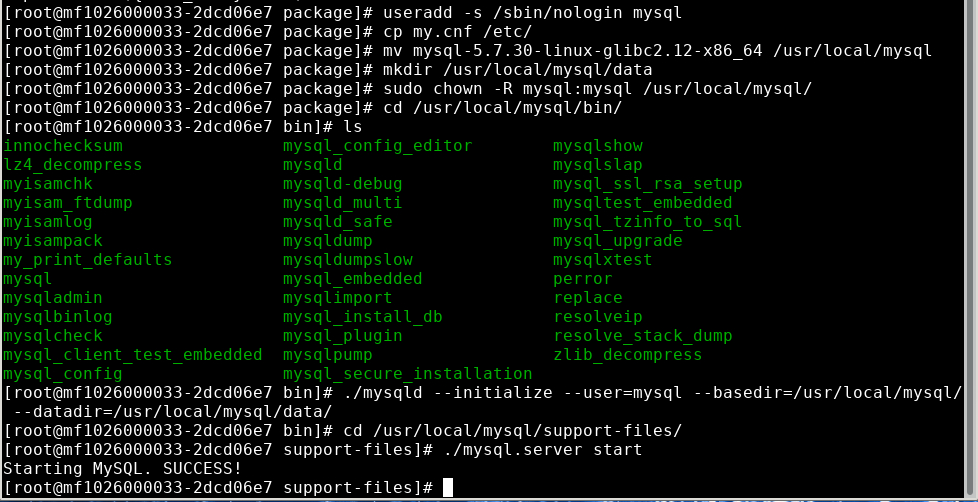 [root@mf1026000033-2dcd06e7 package]# useradd -s /sbin/nologin mysql
[root@mf1026000033-2dcd06e7 package]# cp my.cnf /etc/
[root@mf1026000033-2dcd06e7 package]# mv mysql-5.7.30-linux-glibc2.12-x86_64 /usr/local/mysql
[root@mf1026000033-2dcd06e7 package]# mkdir /usr/local/mysql/data
[root@mf1026000033-2dcd06e7 package]# sudo chown -R mysql:mysql /usr/local/mysql/
[root@mf1026000033-2dcd06e7 package]# cd /usr/local/mysql/bin/
[root@mf1026000033-2dcd06e7 bin]# ls
innochecksum mysql_config_editor mysqlshow
lz4_decompress mysqld mysqlslap
myisamchk mysqld-debug mysql_ssl_rsa_setup
myisam_ftdump mysqld_multi mysqltest_embedded
myisamlog mysqld_safe mysql_tzinfo_to_sql
myisampack mysqldump mysql_upgrade
my_print_defaults mysqldumpslow mysqlxtest
mysql mysql_embedded perror
mysqladmin mysqlimport replace
mysqlbinlog mysql_install_db resolveip
mysqlcheck mysql_plugin resolve_stack_dump
mysql_client_test_embedded mysqlpump zlib_decompress
mysql_config mysql_secure_installation
[root@mf1026000033-2dcd06e7 bin]# ./mysqld --initialize --user=mysql --basedir=/usr/local/mysql/
--datadir=/usr/local/mysql/data/
[root@mf1026000033-2dcd06e7 bin]# cd /usr/local/mysql/support-files/
[root@mf1026000033-2dcd06e7 support-files]# ./mysql.server start
Starting MySQL. SUCCESS!
[root@mf1026000033-2dcd06e7 support-files]#